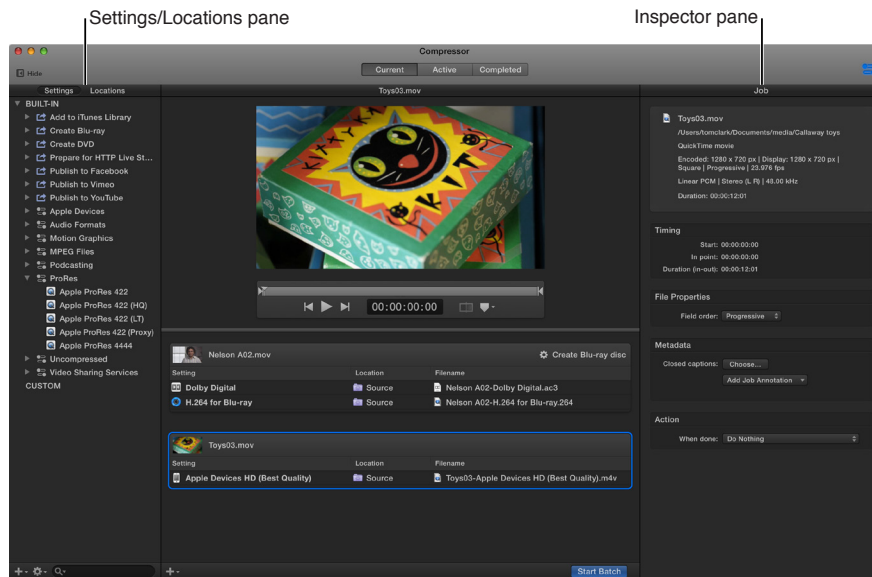 Settings/Locations pane
Inspector pane
Compressor
Hide
Current
Active
Completed
Settings
Locations
Toys03.mov
Job
BUILT-IN
Add to iTunes Library
Create Blu-ray
Create DVD
Prepare for HTTP Live St...
Publish to Facebook
Publish to Vimeo
Publish to YouTube
Apple Devices
Audio Formats
Motion Graphics
MPEG Files
Podcasting
ProRes
Apple ProRes 422
Apple ProRes 422 (HQ)
Apple ProRes 422 (LT)
Apple ProRes 422 (Proxy)
Apple ProRes 4444
Uncompressed
Video Sharing Services
CUSTOM
KITTY KA
KIT
00:00:00:00
Nelson A02.mov
Create Blu-ray disc
Setting Location Filename
Dolby Digital Source Nelson A02-Dolby Digital.ac3
H.264 for Blu-ray Source Nelson A02-H.264 for Blu-ray.264
Toys03.mov
Setting Location Filename
Apple Devices HD (Best Quality) Source Toys03-Apple Devices HD (Best Quality).m4v
Start Batch
Toys03.mov
/Users/tomclark/Documents/media/Callaway toys
QuickTime movie
Encoded: 1280 x 720 px | Display: 1280 x 720 px |
Square | Progressive | 23.976 fps
Linear PCM | Stereo (L R) | 48.00 kHz
Duration: 00:00:12:01
Timing
Start: 00:00:00:00
In point: 00:00:00:00
Duration (in-out): 00:00:12:01
File Properties
Field order: Progressive
Metadata
Closed captions: Choose...
Add Job Annotation
Action
When done: Do Nothing